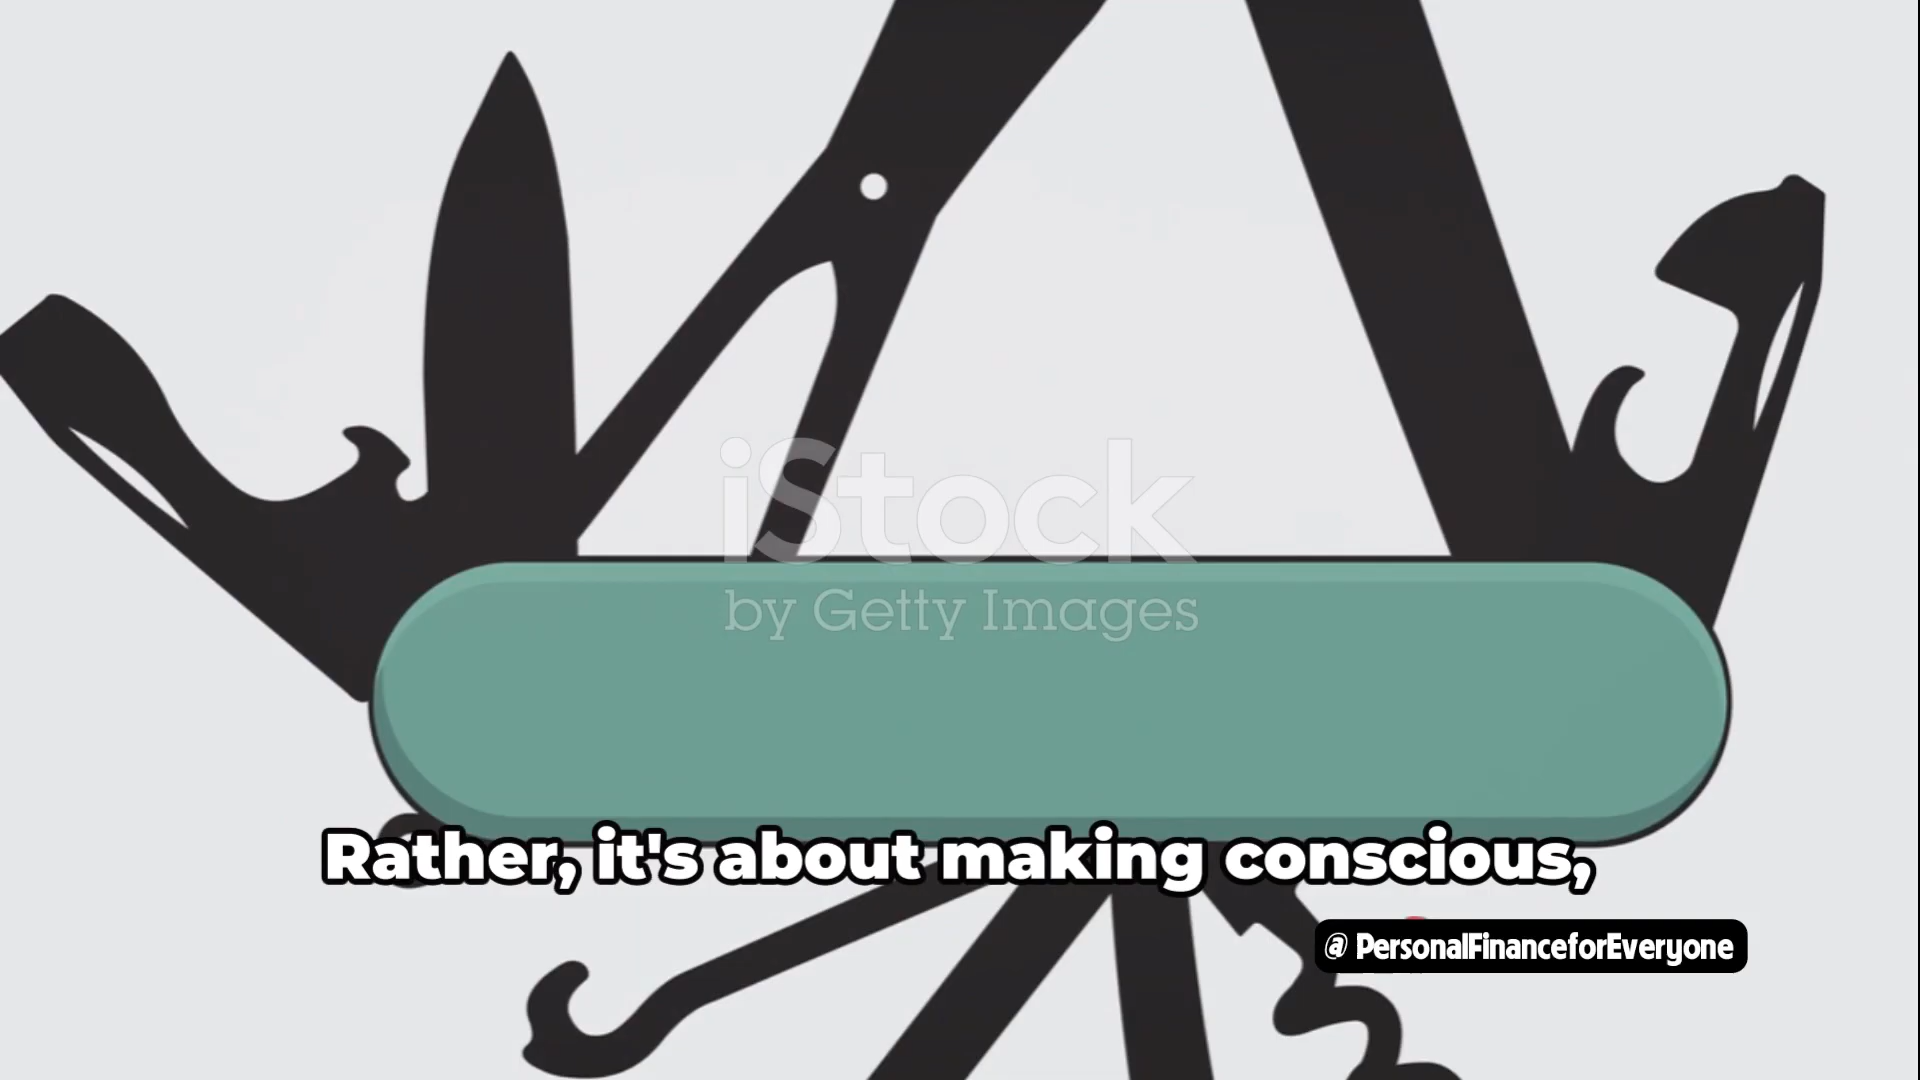 iStock
by Getty Images
Rather, it's about making conscious,
@ PersonalFinanceforEveryone